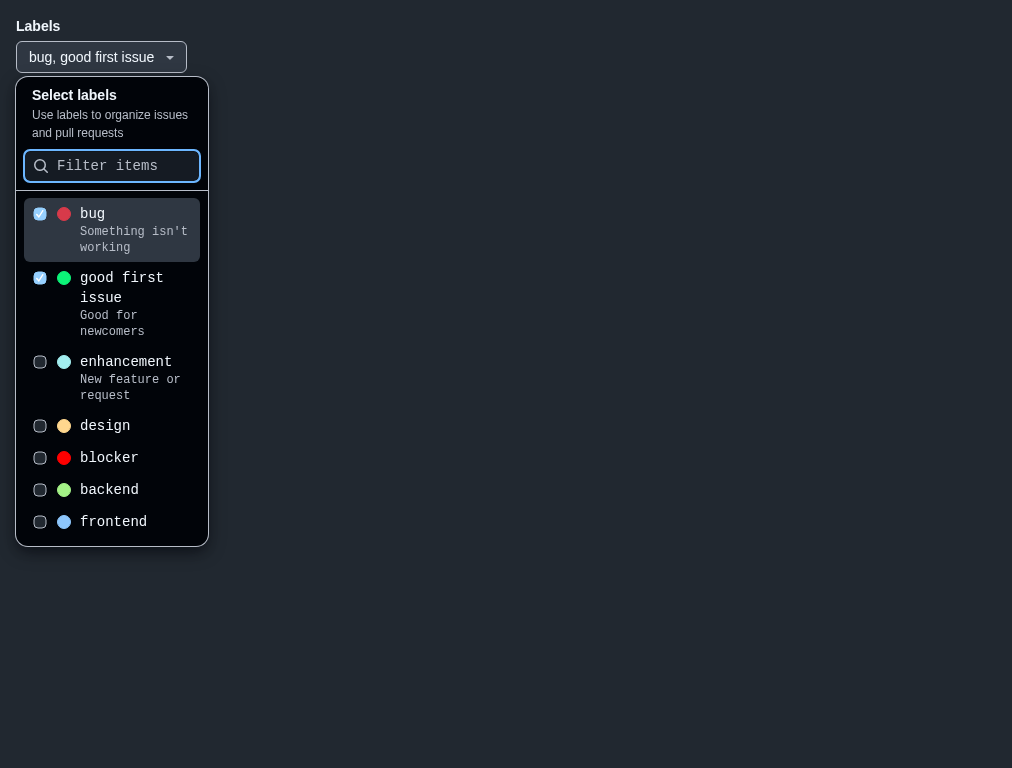 Labels
bug, good first issue
Select labels
Use labels to organize issues
and pull requests
Filter items
bug
Something isn't
working
good first
issue
Good for
newcomers
enhancement
New feature or
request
design
blocker
backend
frontend